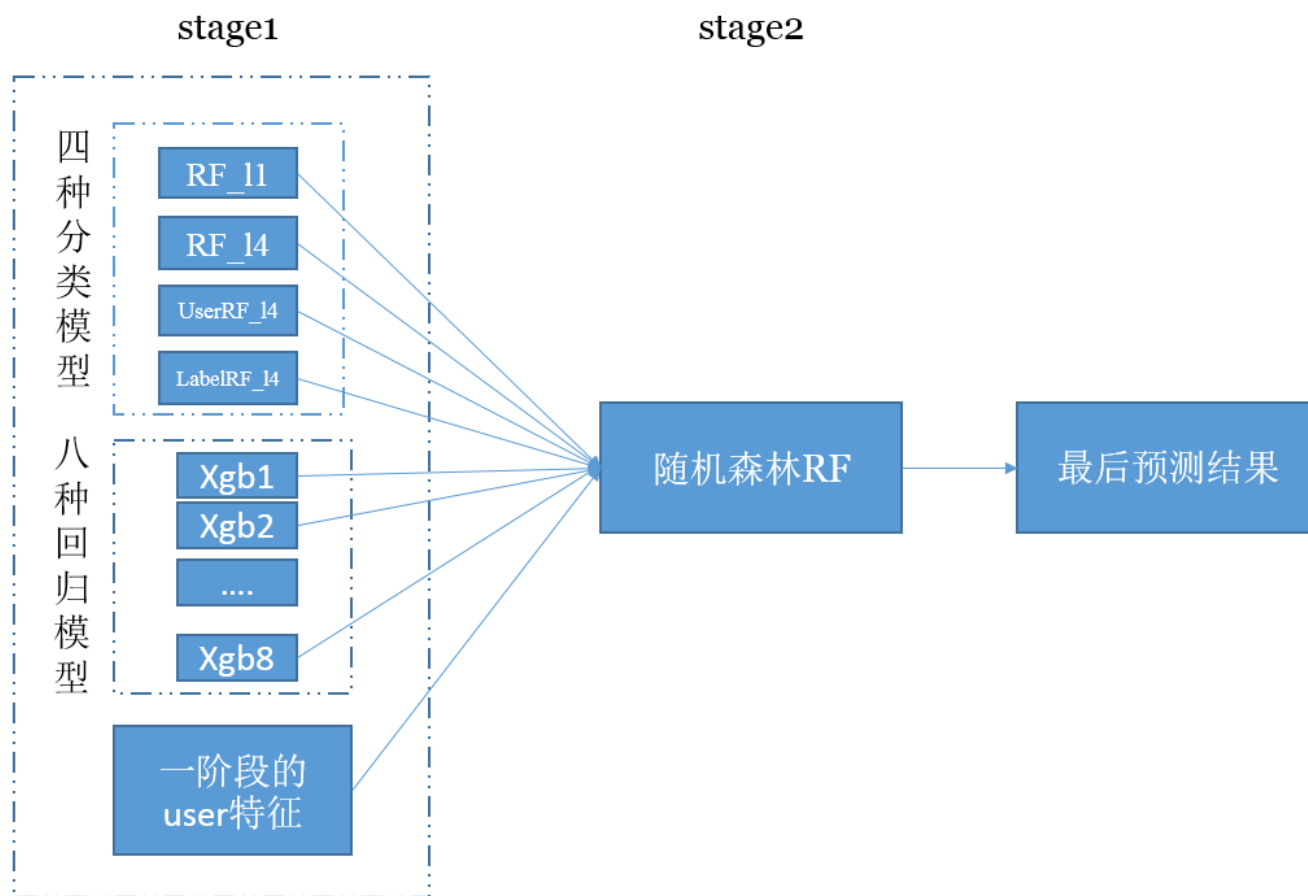 stage1
stage2
四种分类模型
RF_l1
RF_l4
UserRF_l4
LabelRF_l4
八种回归模型
Xgb1
Xgb2
....
Xgb8
一阶段的
user特征
随机森林RF
最后预测结果